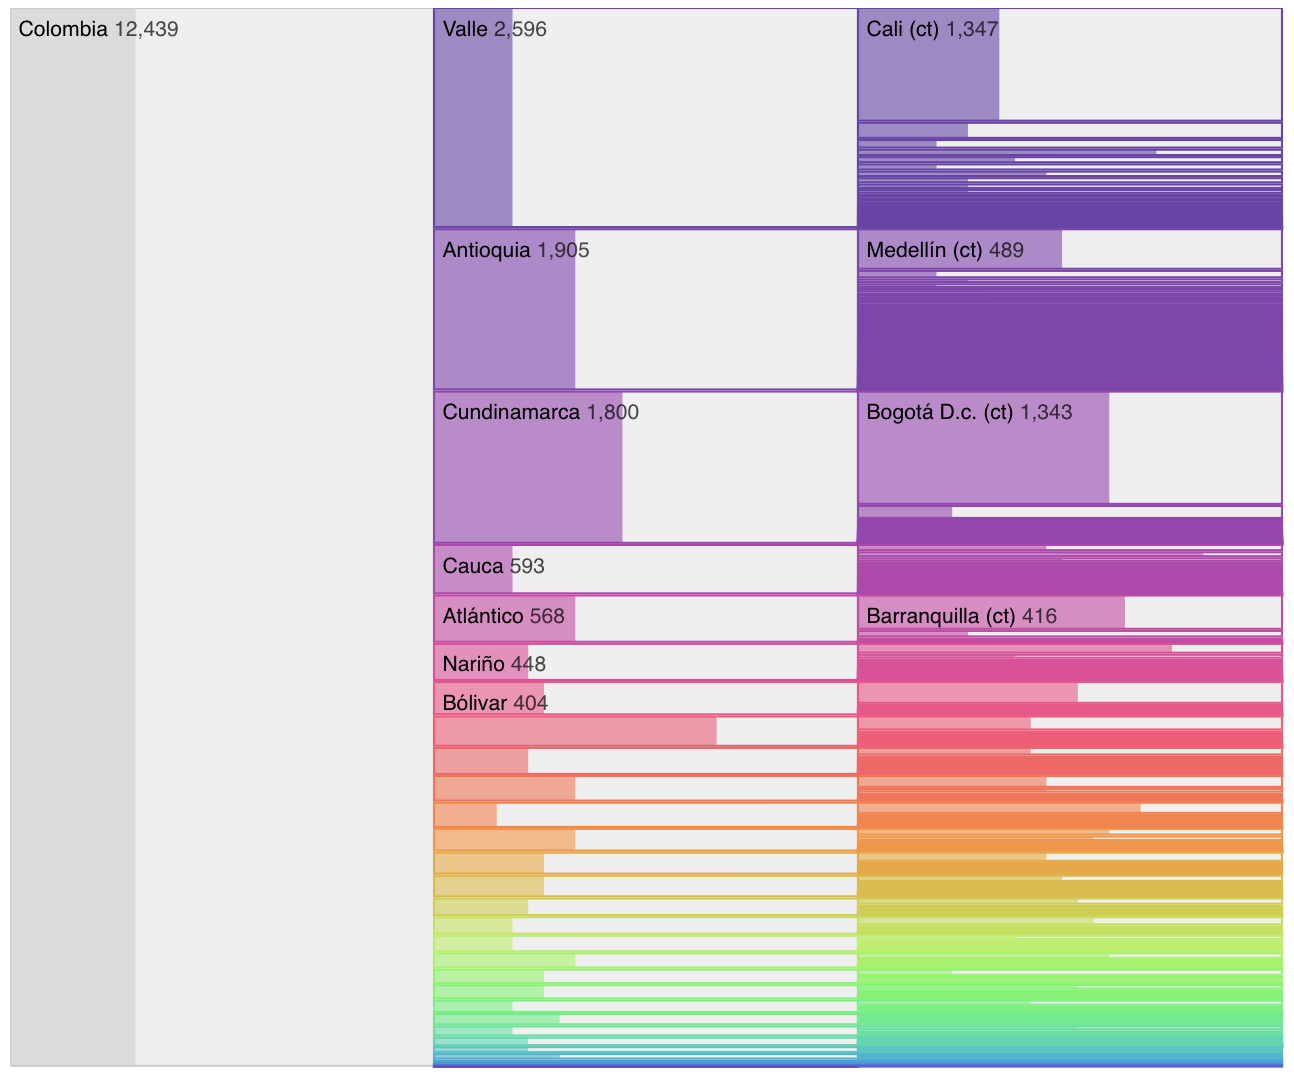 Colombia 12,439
Valle 2,596
Cali (ct) 1,347
Antioquia 1,905
Medellín (ct) 489
Cundinamarca 1,800
Bogotá D.c. (ct) 1,343
Cauca 593
Atlántico 568
Barranquilla (ct) 416
Nariño 448
Bólivar 404